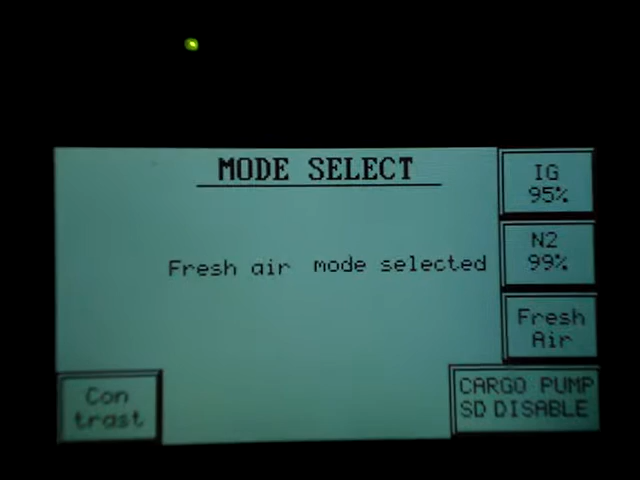 MODE SELECT
IG
95%
N2
99%
Fresh air mode selected
Fresh
Air
Con
trast
CARGO PUMP
SD DISABLE